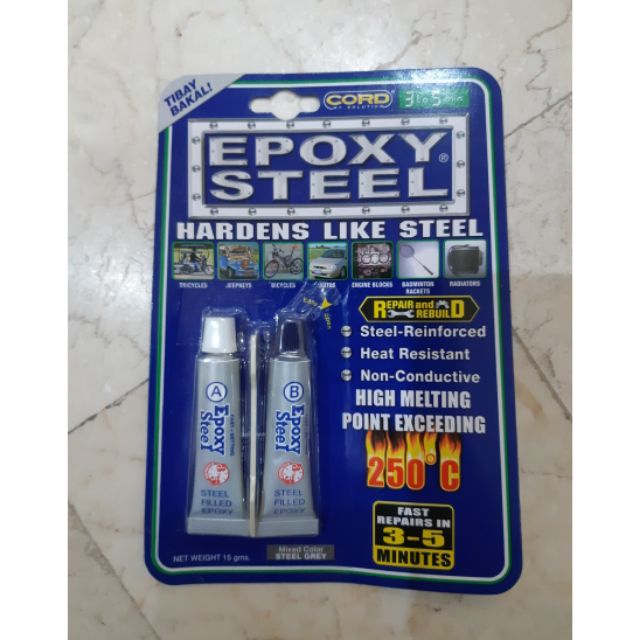 TIBAY
BAKAL!
CORD
3 to 5 min
EPOXY
STEEL®
HARDENS LIKE STEEL
TRICYCLES
JEEPNEYS
BICYCLES
ENGINE BLOCKS
BADMINTON
RACKETS
RADIATORS
REPAIR and
REBUILD
Steel-Reinforced
Heat Resistant
Non-Conductive
HIGH MELTING
POINT EXCEEDING
250°C
FAST
REPAIRS IN
3-5
MINUTES
A
Epoxy
Steel
STEEL
FILLED
EPOXY
B
Epoxy
Steel
STEEL
FILLED
EPOXY
NET WEIGHT 15 grms.
Mixed Color
STEEL GREY